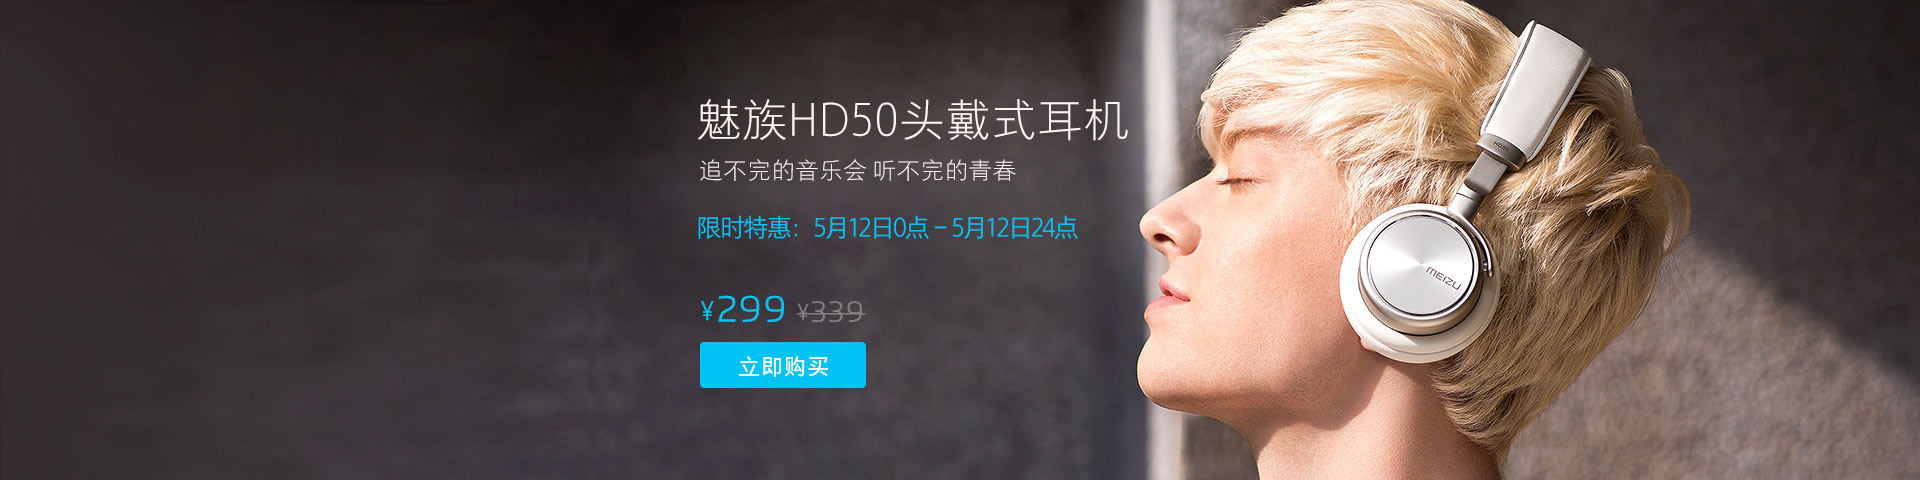 魅族HD50头戴式耳机
追不完的音乐会 听不完的青春
限时特惠：5月12日0点 – 5月12日24点
¥299 ¥339
立即购买
HD50
MEIZU